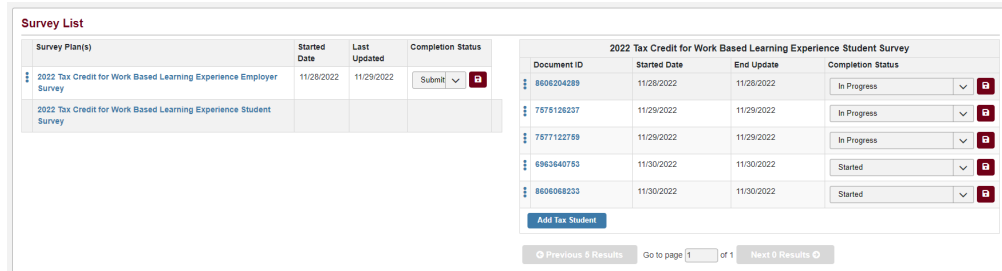 Survey List
Survey Plan(s) Started Date Last Updated Completion Status
2022 Tax Credit for Work Based Learning Experience Employer Survey 11/28/2022 11/29/2022 Submit
2022 Tax Credit for Work Based Learning Experience Student Survey
2022 Tax Credit for Work Based Learning Experience Student Survey
Document ID Started Date End Update Completion Status
8606204289 11/28/2022 11/28/2022 In Progress
7575126237 11/29/2022 11/29/2022 In Progress
7577122759 11/29/2022 11/29/2022 In Progress
6963640753 11/30/2022 11/30/2022 Started
8606068233 11/30/2022 11/30/2022 Started
Add Tax Student
Previous 5 Results Go to page 1 of 1 Next 0 Results